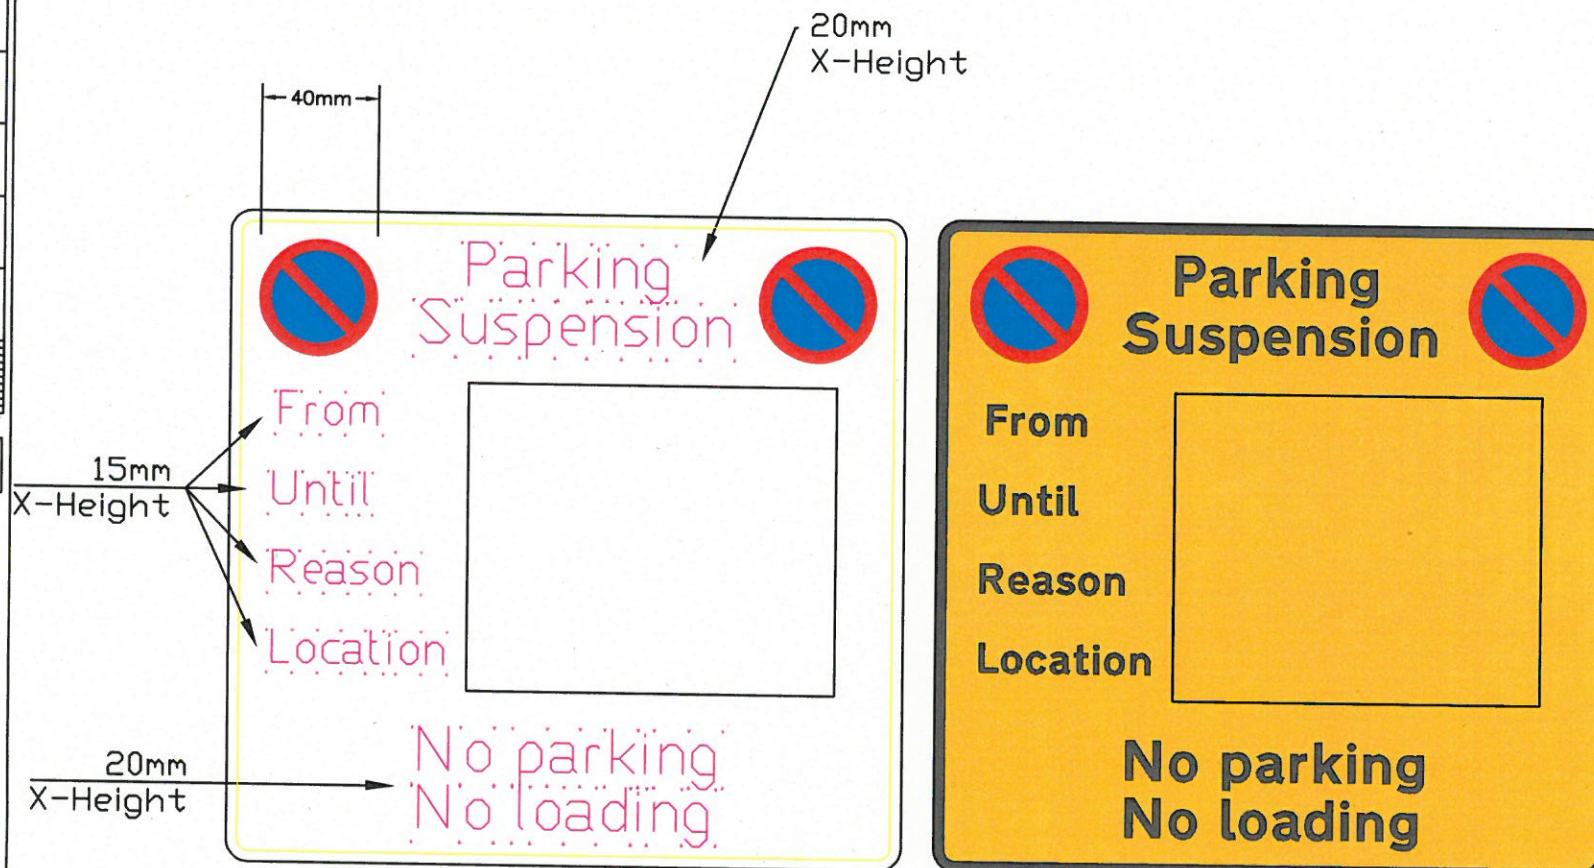 20mm
X-Height
40mm
Parking
Suspension
From
Until
Reason
Location
15mm
X-Height
No parking
No loading
20mm
X-Height
Parking
Suspension
From
Until
Reason
Location
No parking
No loading